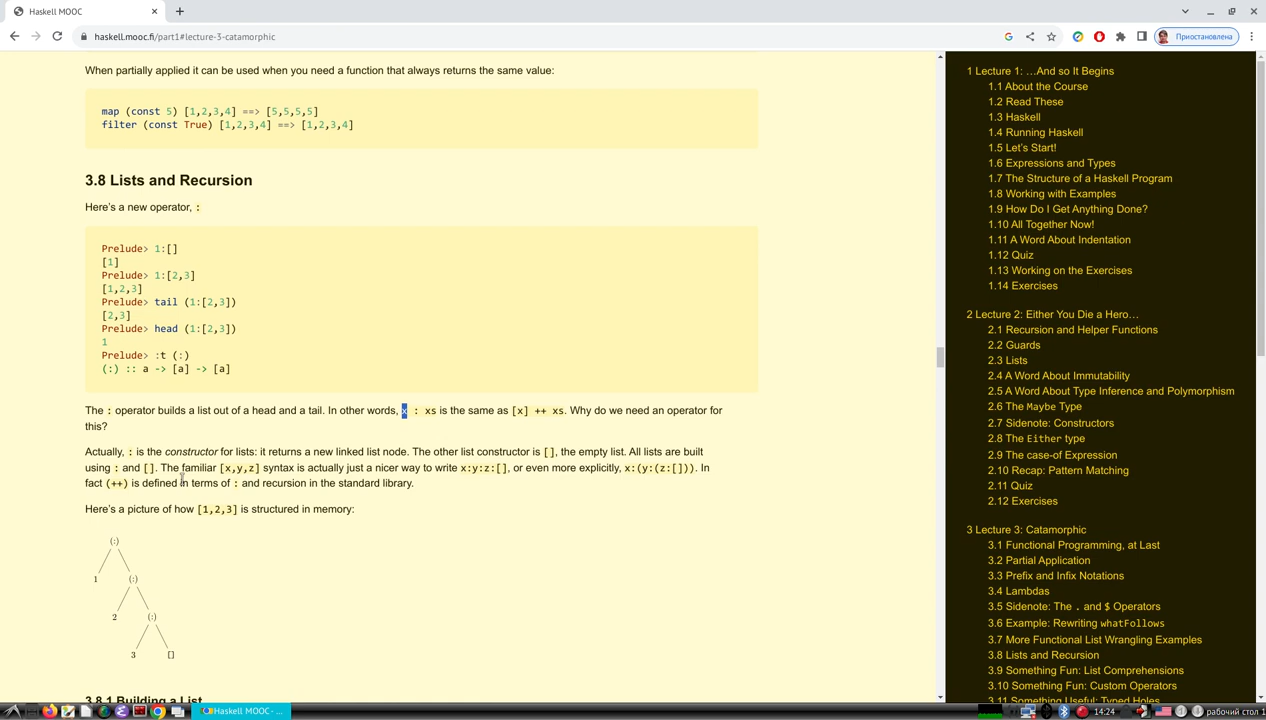 Haskell MOOC
haskell.mooc.fi/part1#lecture-3-catamorphic
Приостановлена
When partially applied it can be used when you need a function that always returns the same value:
map (const 5) [1,2,3,4] ==> [5,5,5,5]
filter (const True) [1,2,3,4] ==> [1,2,3,4]
3.8 Lists and Recursion
Here's a new operator, :
Prelude> 1:[]
[1]
Prelude> 1:[2,3]
[1,2,3]
Prelude> tail (1:[2,3])
[2,3]
Prelude> head (1:[2,3])
1
Prelude> :t (:)
(:) :: a -> [a] -> [a]
The : operator builds a list out of a head and a tail. In other words, x : xs is the same as [x] ++ xs. Why do we need an operator for
this?
Actually, : is the constructor for lists: it returns a new linked list node. The other list constructor is [], the empty list. All lists are built
using : and []. The familiar [x,y,z] syntax is actually just a nicer way to write x:y:z:[], or even more explicitly, x:(y:(z:[])). In
fact (++) is defined in terms of : and recursion in the standard library.
Here's a picture of how [1,2,3] is structured in memory:
(:)
1 (:)
2 (:)
3 []
3.8.1 Building a List
1 Lecture 1: …And so It Begins
1.1 About the Course
1.2 Read These
1.3 Haskell
1.4 Running Haskell
1.5 Let's Start!
1.6 Expressions and Types
1.7 The Structure of a Haskell Program
1.8 Working with Examples
1.9 How Do I Get Anything Done?
1.10 All Together Now!
1.11 A Word About Indentation
1.12 Quiz
1.13 Working on the Exercises
1.14 Exercises
2 Lecture 2: Either You Die a Hero…
2.1 Recursion and Helper Functions
2.2 Guards
2.3 Lists
2.4 A Word About Immutability
2.5 A Word About Type Inference and Polymorphism
2.6 The Maybe Type
2.7 Sidenote: Constructors
2.8 The Either type
2.9 The case-of Expression
2.10 Recap: Pattern Matching
2.11 Quiz
2.12 Exercises
3 Lecture 3: Catamorphic
3.1 Functional Programming, at Last
3.2 Partial Application
3.3 Prefix and Infix Notations
3.4 Lambdas
3.5 Sidenote: The . and $ Operators
3.6 Example: Rewriting whatFollows
3.7 More Functional List Wrangling Examples
3.8 Lists and Recursion
3.9 Something Fun: List Comprehensions
3.10 Something Fun: Custom Operators
3.11 Something Useful: Typed Holes
Haskell MOOC - ...
14:24
рабочий стол 1